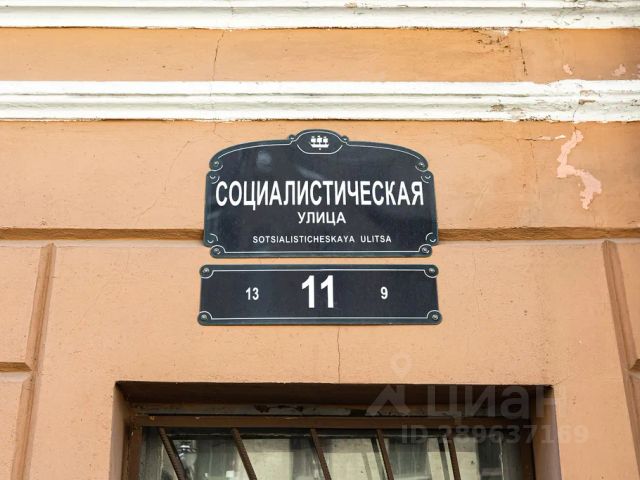 СОЦИАЛИСТИЧЕСКАЯ
УЛИЦА
SOTSIALISTICHESKAYA ULITSA
13 11 9
Циан
ID 289637169